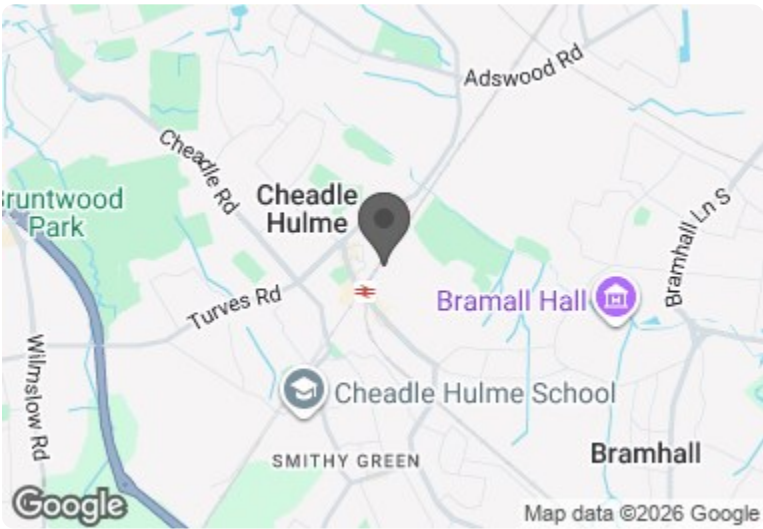 Adswood Rd
Cheadle Rd
Cheadle
Hulme
Bruntwood
Park
Bramhall Ln S
Turves Rd
Bramall Hall
Wilmslow Rd
Cheadle Hulme School
SMITHY GREEN
Bramhall
Google
Map data ©2026 Google